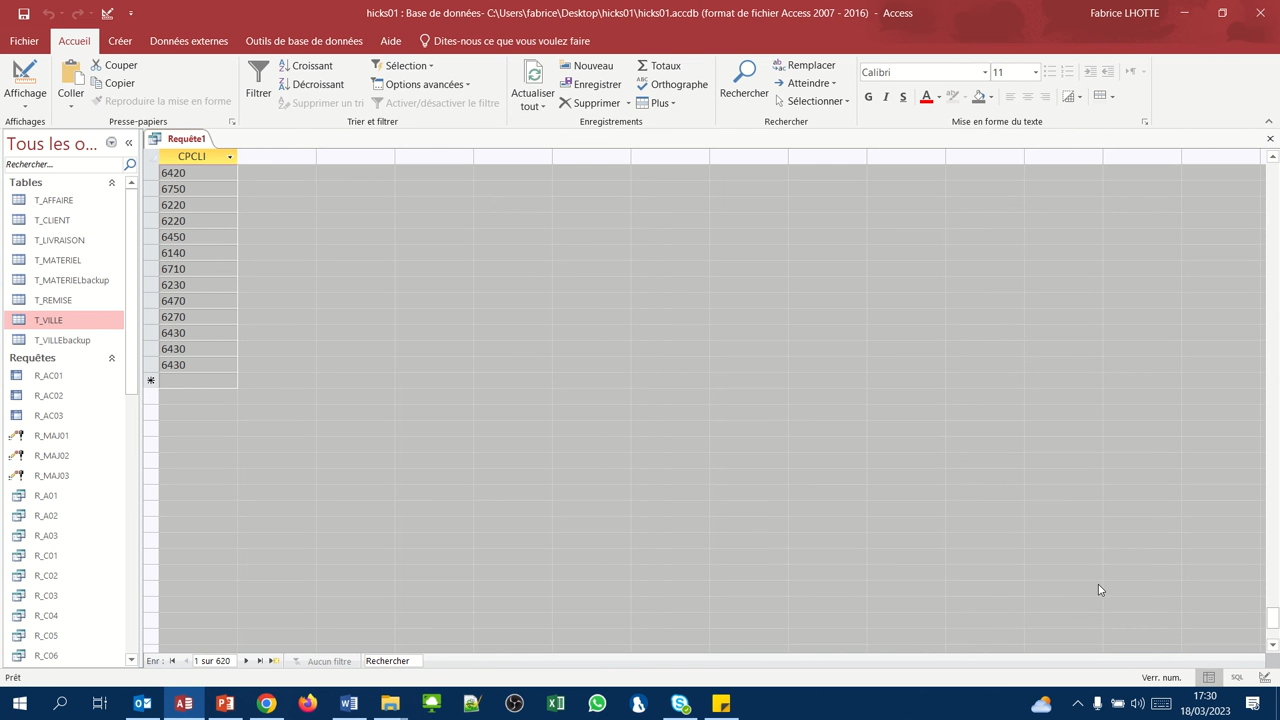 hicks01 : Base de données- C:\Users\fabrice\Desktop\hicks01\hicks01.accdb (format de fichier Access 2007 - 2016) - Access
Fabrice LHOTTE
Fichier
Accueil
Créer
Données externes
Outils de base de données
Aide
Dites-nous ce que vous voulez faire
Affichage
Affichages
Coller
Couper
Copier
Reproduire la mise en forme
Presse-papiers
Filtrer
Croissant
Décroissant
Supprimer un tri
Sélection
Options avancées
Activer/désactiver le filtre
Trier et filtrer
Actualiser
tout
Nouveau
Enregistrer
Supprimer
Totaux
Orthographe
Plus
Enregistrements
Rechercher
Remplacer
Atteindre
Sélectionner
Rechercher
Calibri
11
G
I
S
A
Mise en forme du texte
Tous les o...
Rechercher...
Tables
T_AFFAIRE
T_CLIENT
T_LIVRAISON
T_MATERIEL
T_MATERIELbackup
T_REMISE
T_VILLE
T_VILLEbackup
Requêtes
R_AC01
R_AC02
R_AC03
R_MAJ01
R_MAJ02
R_MAJ03
R_A01
R_A02
R_A03
R_C01
R_C02
R_C03
R_C04
R_C05
R_C06
Requête1
CPCLI
6420
6750
6220
6220
6450
6140
6710
6230
6470
6270
6430
6430
6430
Enr : 1 sur 620
Aucun filtre
Rechercher
Prêt
Verr. num.
SQL
17:30
18/03/2023